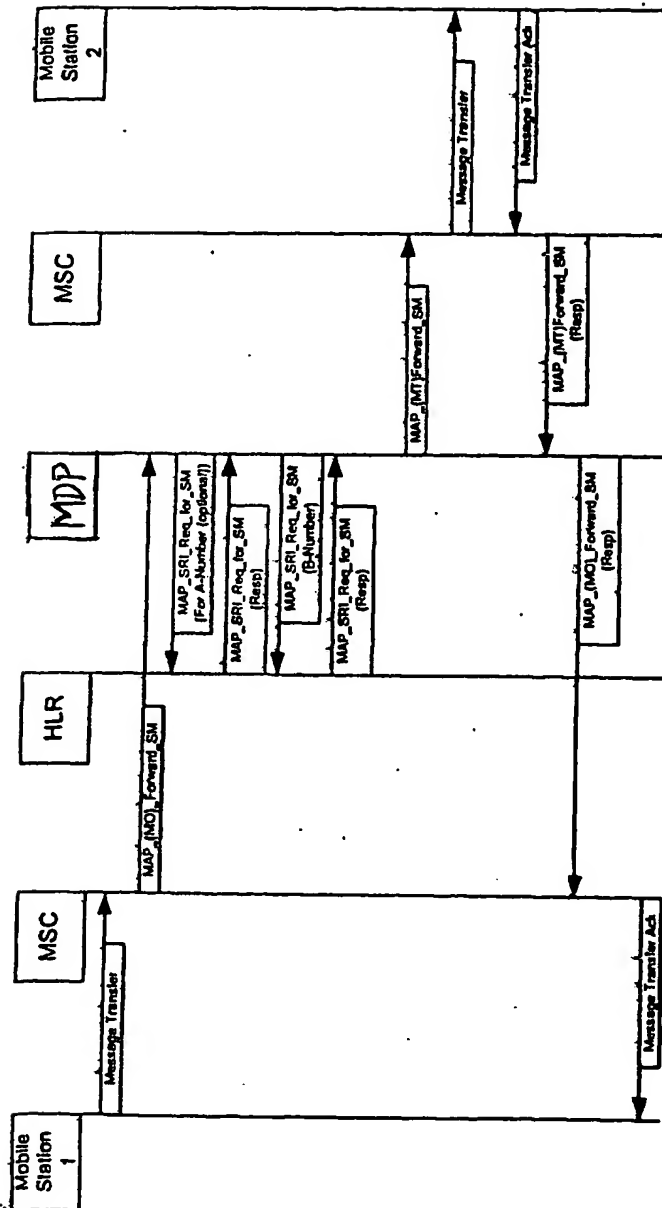 Mobile
Station
1
MSC
HLR
MDP
MSC
Mobile
Station
2
Message Transfer
MAP_(MO)_Forward_SM
MAP_SRI_Req_for_SM
[For A-Number (optional)]
MAP_SRI_Req_for_SM
(Resp)
MAP_SRI_Req_for_SM
(B-Number)
MAP_SRI_Req_for_SM
(Resp)
MAP_(MT)Forward_SM
Message Transfer
Message Transfer Ack
MAP_(MT)Forward_SM
(Resp)
MAP_(MO)_Forward_SM
(Resp)
Message Transfer Ack